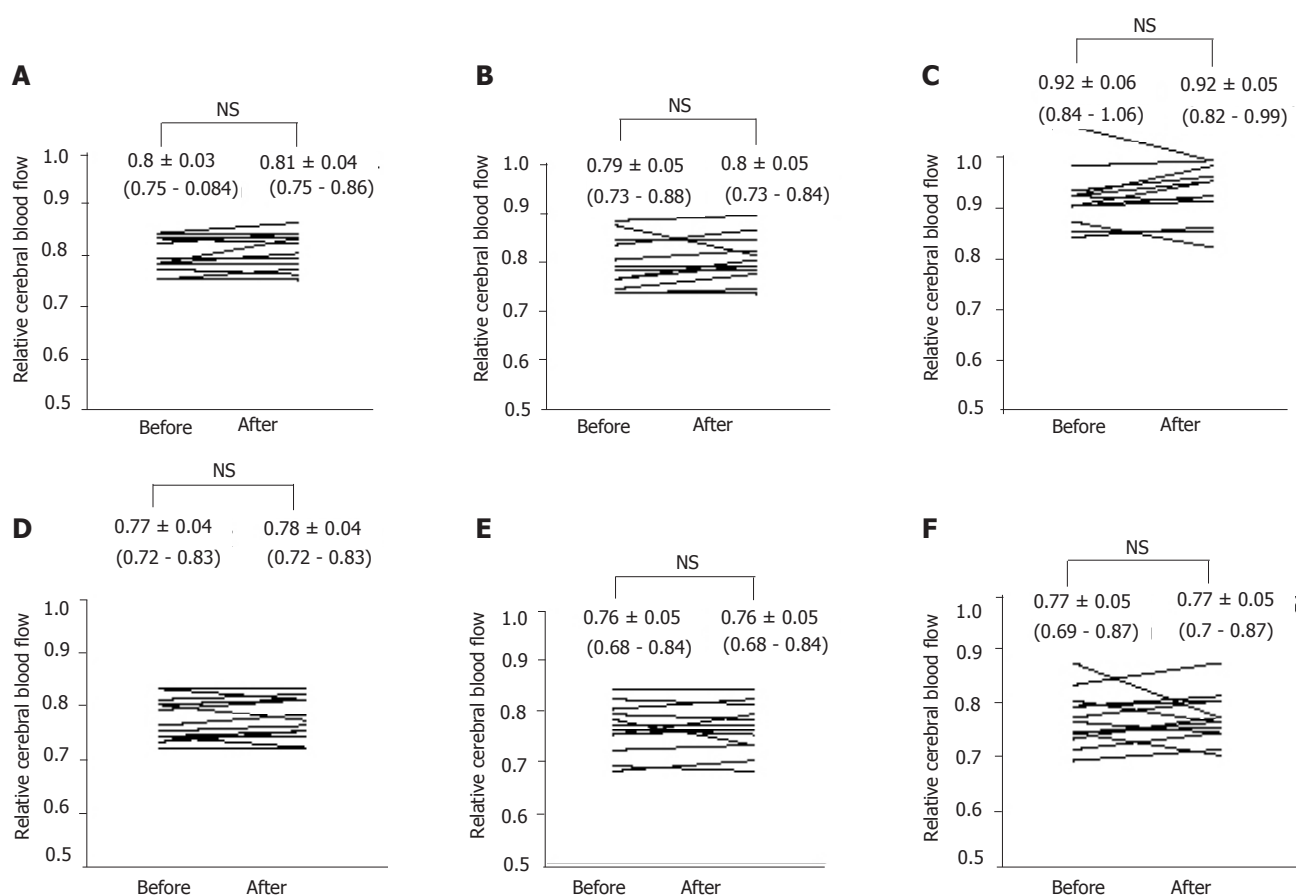 A
NS
0.8 ± 0.03
0.81 ± 0.04
(0.75 - 0.084)
(0.75 - 0.86)
Relative cerebral blood flow
1.0
0.9
0.8
0.7
0.6
0.5
Before
After
B
NS
0.79 ± 0.05
0.8 ± 0.05
(0.73 - 0.88)
(0.73 - 0.84)
Relative cerebral blood flow
1.0
0.9
0.8
0.7
0.6
0.5
Before
After
C
NS
0.92 ± 0.06
0.92 ± 0.05
(0.84 - 1.06)
(0.82 - 0.99)
Relative cerebral blood flow
1.0
0.9
0.8
0.7
0.6
0.5
Before
After
D
NS
0.77 ± 0.04
0.78 ± 0.04
(0.72 - 0.83)
(0.72 - 0.83)
Relative cerebral blood flow
1.0
0.9
0.8
0.7
0.6
0.5
Before
After
E
NS
0.76 ± 0.05
0.76 ± 0.05
(0.68 - 0.84)
(0.68 - 0.84)
Relative cerebral blood flow
1.0
0.9
0.8
0.7
0.6
0.5
Before
After
F
NS
0.77 ± 0.05
0.77 ± 0.05
(0.69 - 0.87)
(0.7 - 0.87)
Relative cerebral blood flow
1.0
0.9
0.8
0.7
0.6
0.5
Before
After